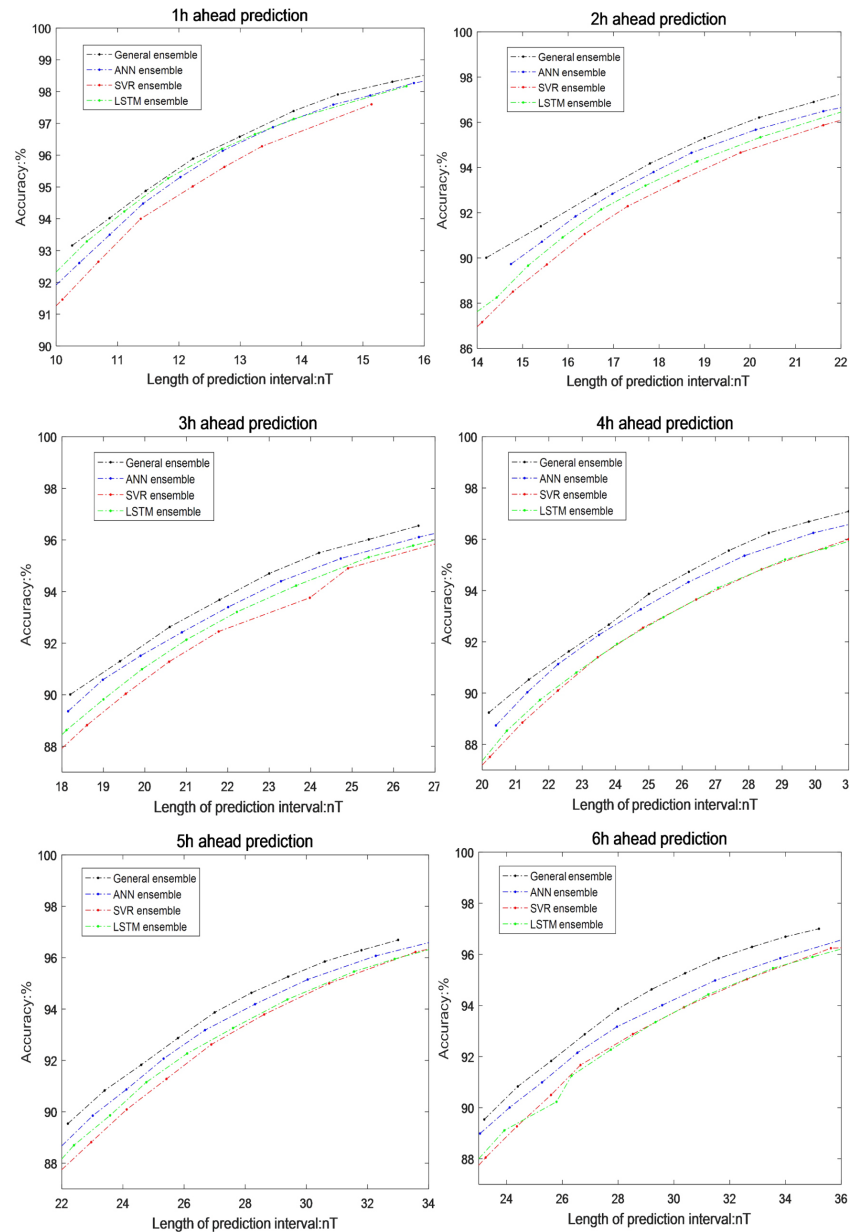 1h ahead prediction
Accuracy:%
100
99
98
97
96
95
94
93
92
91
90
General ensemble
ANN ensemble
SVR ensemble
LSTM ensemble
10 11 12 13 14 15 16
Length of prediction interval:nT
2h ahead prediction
Accuracy:%
100
98
96
94
92
90
88
86
General ensemble
ANN ensemble
SVR ensemble
LSTM ensemble
14 15 16 17 18 19 20 21 22
Length of prediction interval:nT
3h ahead prediction
Accuracy:%
100
98
96
94
92
90
88
General ensemble
ANN ensemble
SVR ensemble
LSTM ensemble
18 19 20 21 22 23 24 25 26 27
Length of prediction interval:nT
4h ahead prediction
Accuracy:%
100
98
96
94
92
90
88
General ensemble
ANN ensemble
SVR ensemble
LSTM ensemble
20 21 22 23 24 25 26 27 28 29 30 3
Length of prediction interval:nT
5h ahead prediction
Accuracy:%
100
98
96
94
92
90
88
General ensemble
ANN ensemble
SVR ensemble
LSTM ensemble
22 24 26 28 30 32 34
Length of prediction interval:nT
6h ahead prediction
Accuracy:%
100
98
96
94
92
90
88
General ensemble
ANN ensemble
SVR ensemble
LSTM ensemble
24 26 28 30 32 34 36
Length of prediction interval:nT